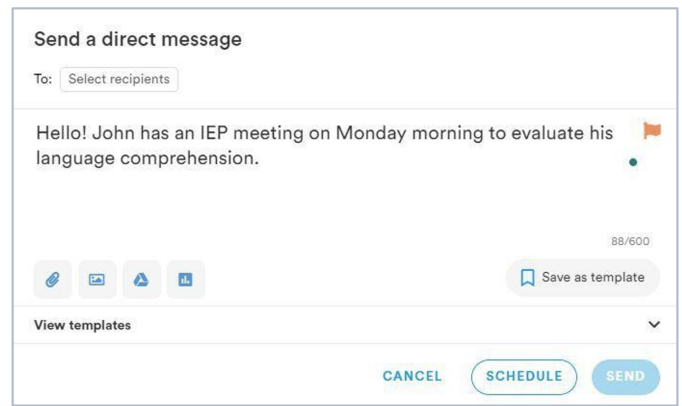 Send a direct message
To: Select recipients
Hello! John has an IEP meeting on Monday morning to evaluate his
language comprehension.
88/600
Save as template
View templates
CANCEL SCHEDULE SEND